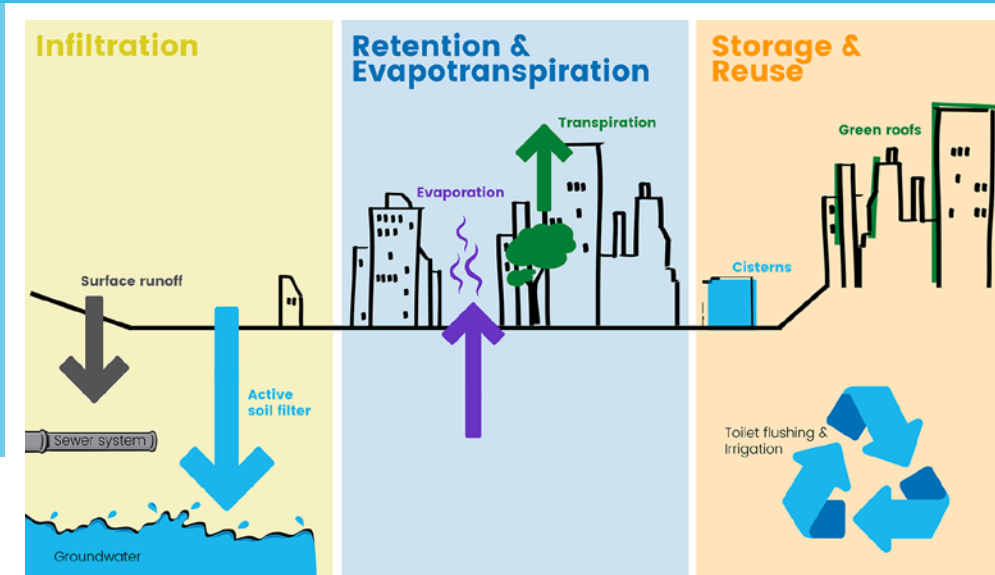 Infiltration
Surface runoff
Active
soil filter
Sewer system
Groundwater
Retention &
Evapotranspiration
Transpiration
Evaporation
Storage &
Reuse
Green roofs
Cisterns
Toilet flushing &
Irrigation